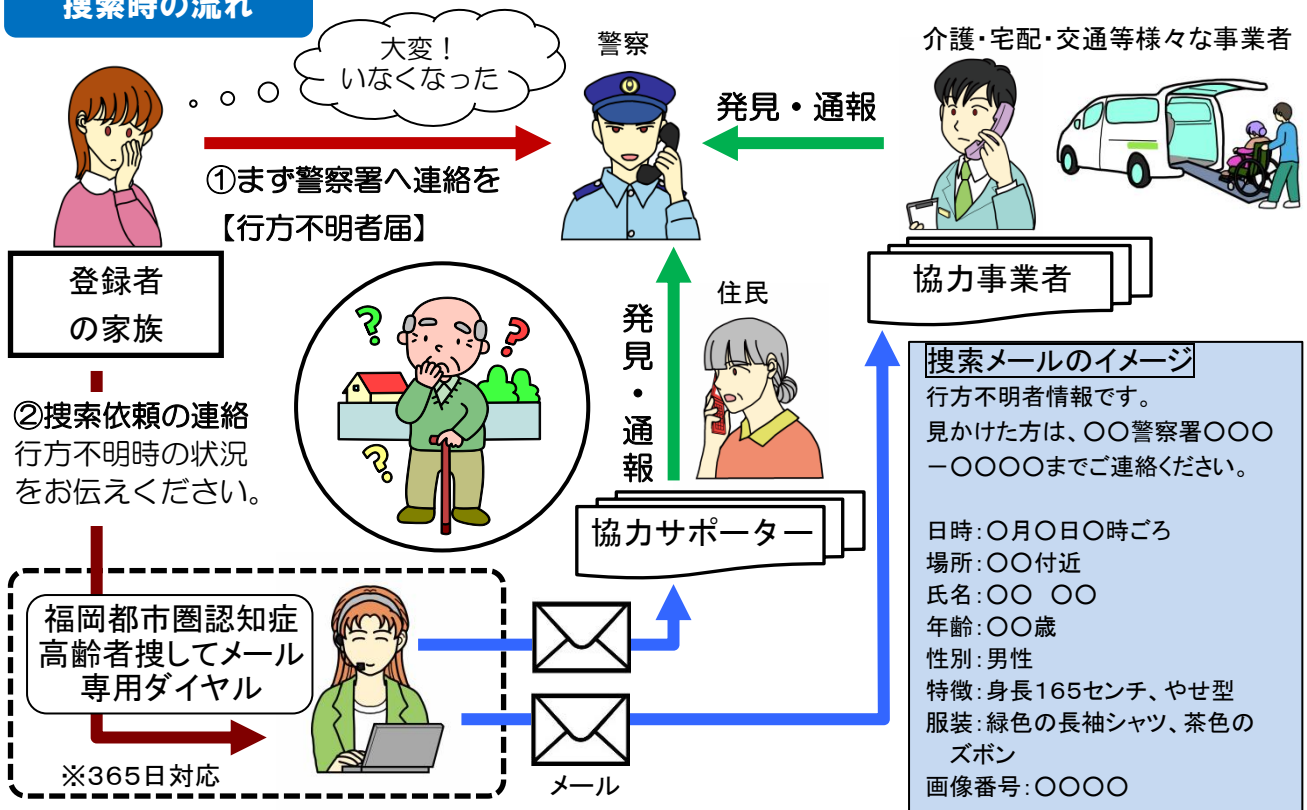 捜索時の流れ
大変！
いなくなった
警察
介護・宅配・交通等様々な事業者
発見・通報
①まず警察署へ連絡を
【行方不明者届】
登録者
の家族
協力事業者
住民
発見・通報
②捜索依頼の連絡
行方不明時の状況
をお伝えください。
協力サポーター
福岡都市圏認知症
高齢者捜してメール
専用ダイヤル
※365日対応
メール
捜索メールのイメージ
行方不明者情報です。
見かけた方は、〇〇警察署〇〇〇
－〇〇〇〇までご連絡ください。
日時：〇月〇日〇時ごろ
場所：〇〇付近
氏名：〇〇　〇〇
年齢：〇〇歳
性別：男性
特徴：身長165センチ、やせ型
服装：緑色の長袖シャツ、茶色の
ズボン
画像番号：〇〇〇〇